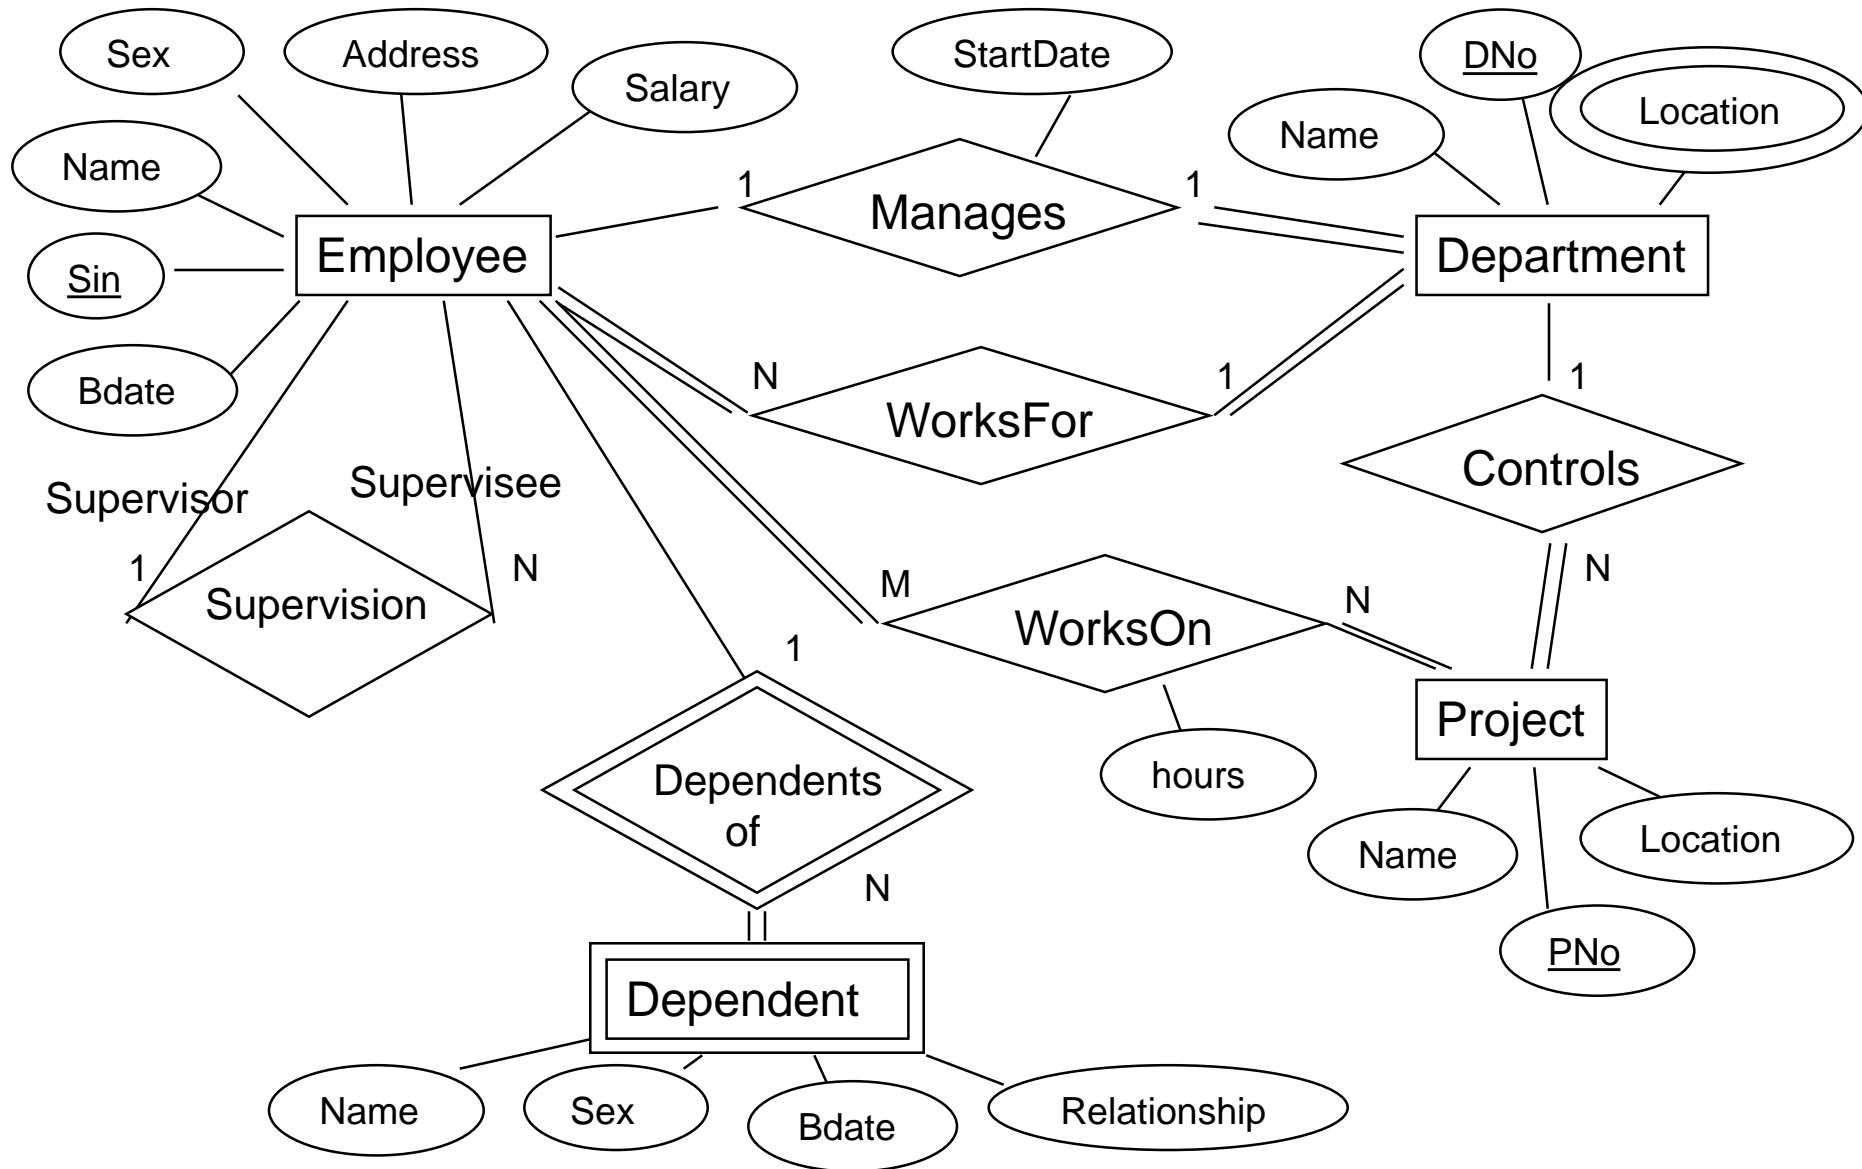 Sex
Address
Salary
StartDate
DNo
Location
Name
Name
1
Manages
1
Employee
Department
Sin
Bdate
N
WorksFor
1
1
Controls
Supervisor
Supervisee
1
N
Supervision
M
WorksOn
N
N
1
Project
Dependents
of
hours
Name
Location
N
PNo
Dependent
Name
Sex
Bdate
Relationship